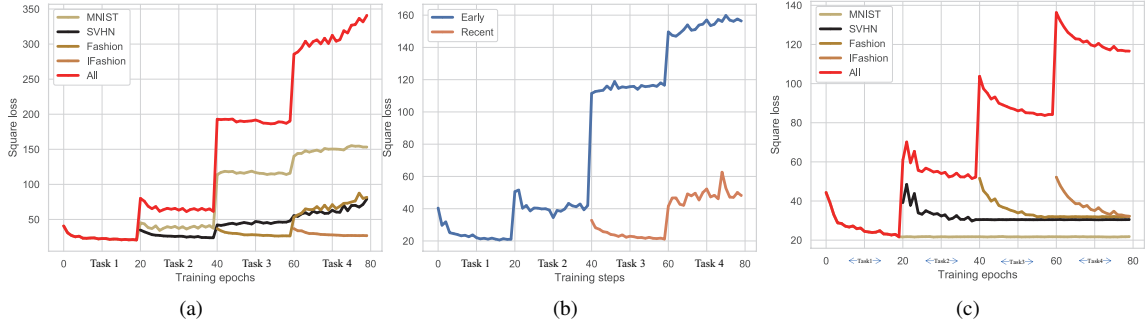 350
300
250
200
150
100
50
Square loss
MNIST
SVHN
Fashion
IFashion
All
0 Task 1 20 Task 2 40 Task 3 60 Task 4 80
Training epochs
(a)
160
140
120
100
80
60
40
20
Square loss
Early
Recent
0 Task 1 20 Task 2 40 Task 3 60 Task 4 80
Training steps
(b)
140
120
100
80
60
40
20
Square loss
MNIST
SVHN
Fashion
IFashion
All
0 Task1 20 Task2 40 Task3 60 Task4 80
Training epochs
(c)